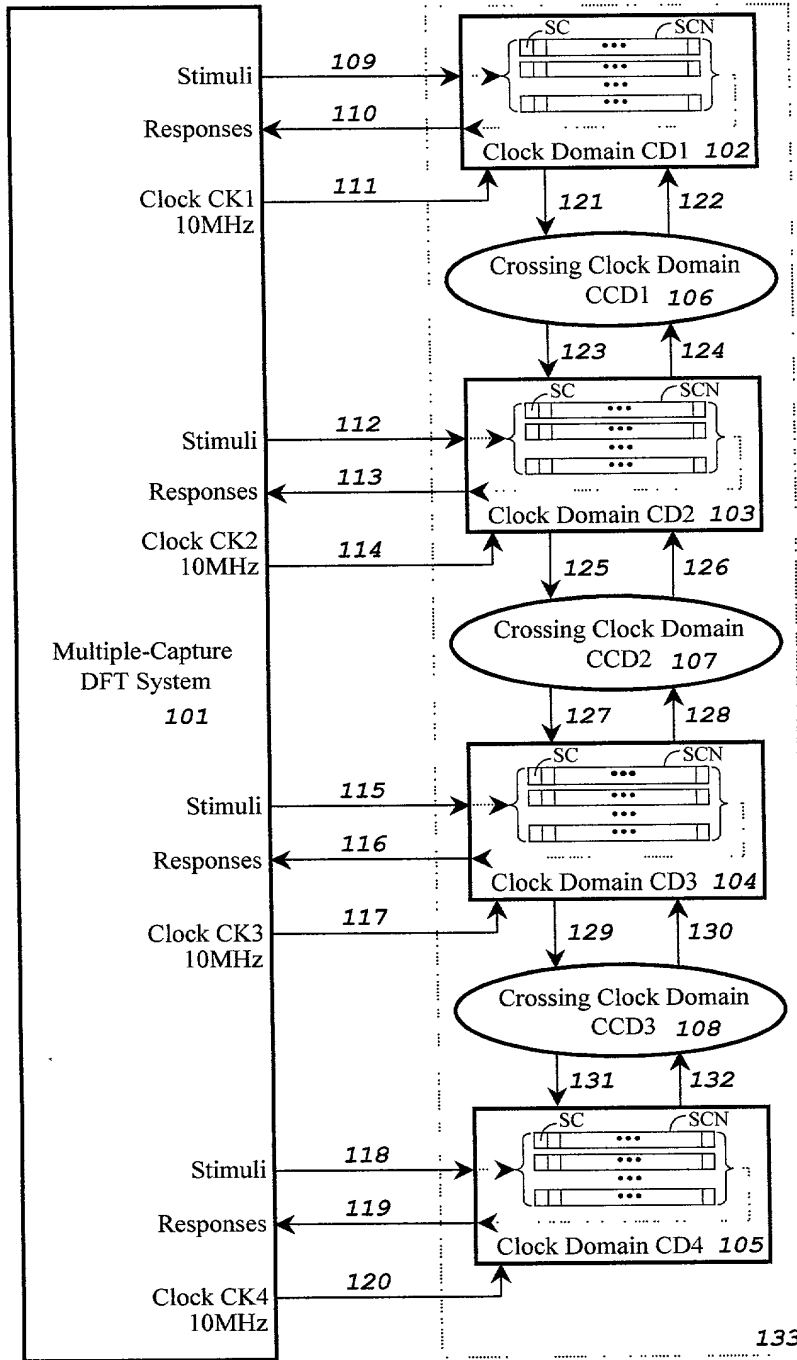 SC SCN
•••
Stimuli 109
•••
•••
Responses 110
Clock Domain CD1 102
Clock CK1 111
10MHz
121 122
Crossing Clock Domain
CCD1 106
123 124
SC SCN
•••
Stimuli 112
•••
•••
Responses 113
Clock Domain CD2 103
Clock CK2 114
10MHz
125 126
Crossing Clock Domain
CCD2 107
Multiple-Capture
DFT System
101
127 128
SC SCN
•••
Stimuli 115
•••
•••
Responses 116
Clock Domain CD3 104
Clock CK3 117
10MHz
129 130
Crossing Clock Domain
CCD3 108
131 132
SC SCN
•••
Stimuli 118
•••
•••
Responses 119
Clock Domain CD4 105
Clock CK4 120
10MHz
133